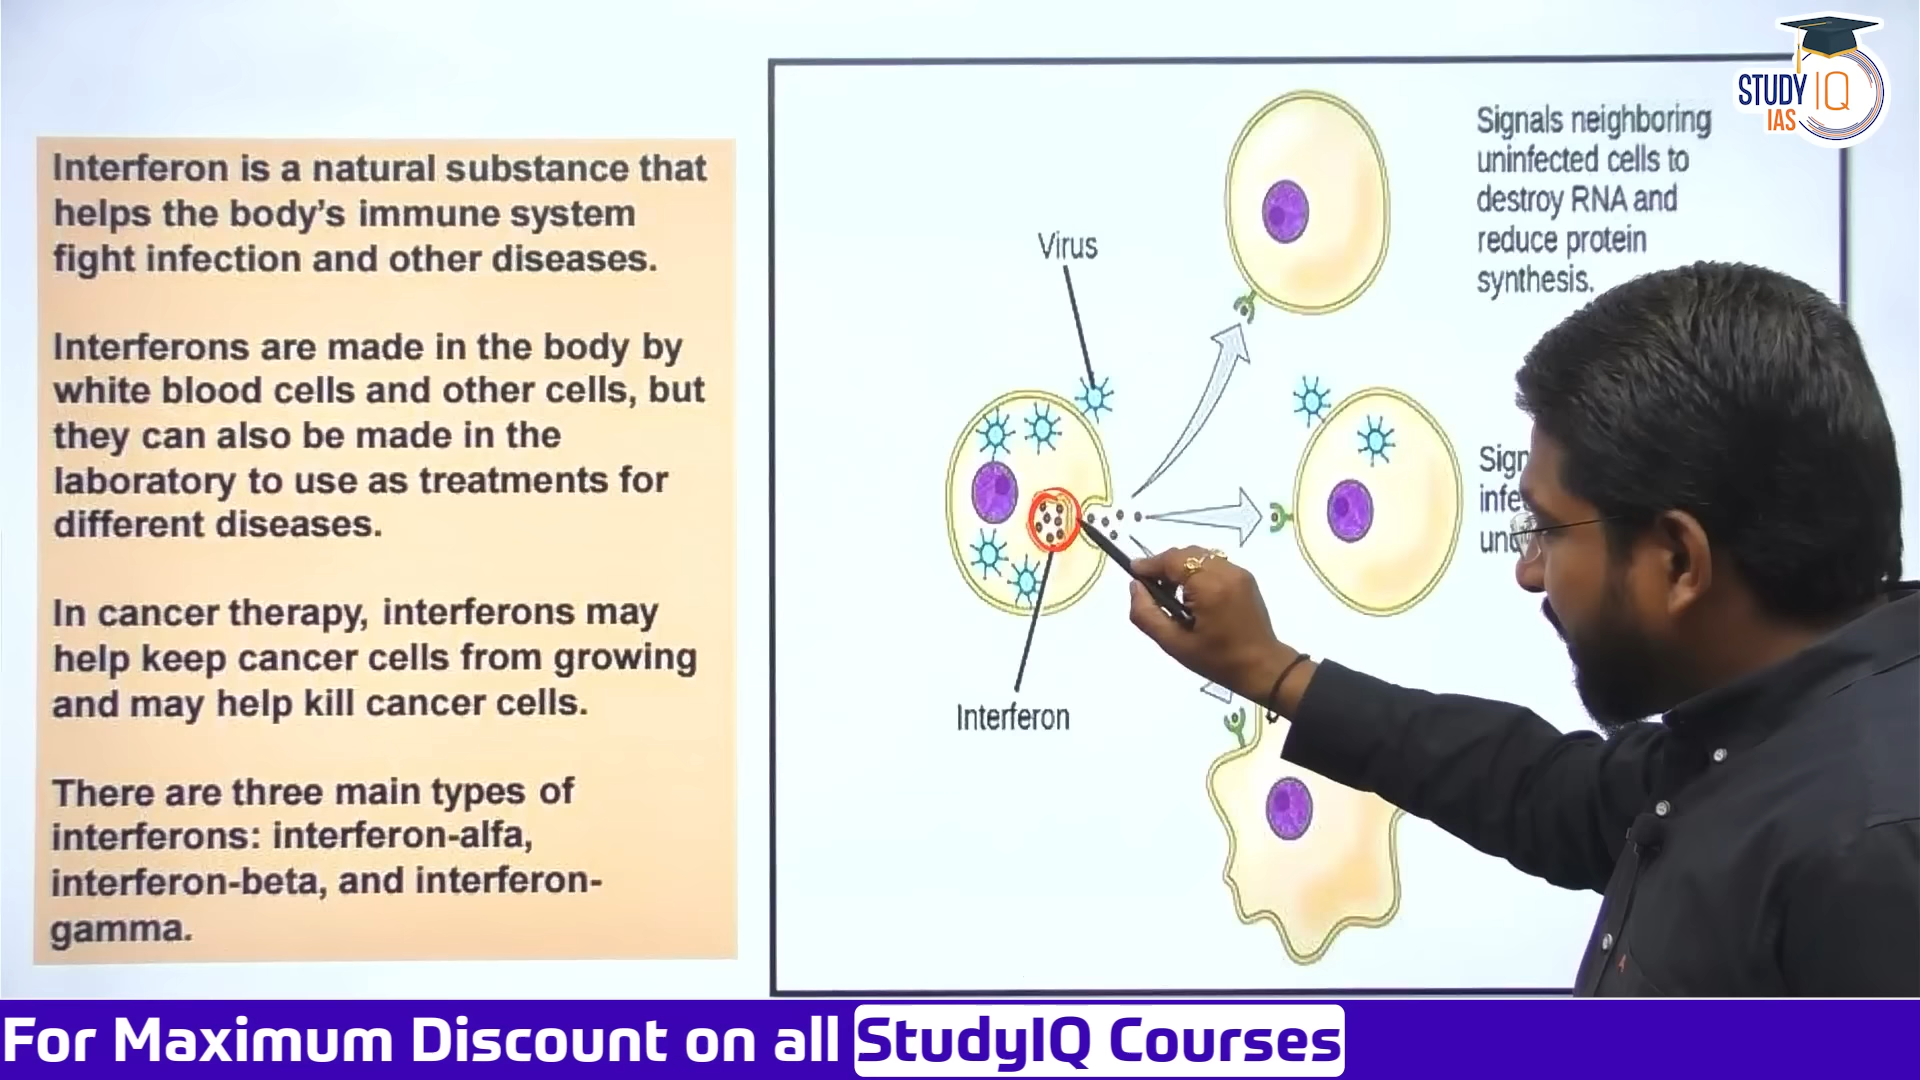 Interferon is a natural substance that
helps the body’s immune system
fight infection and other diseases.
Interferons are made in the body by
white blood cells and other cells, but
they can also be made in the
laboratory to use as treatments for
different diseases.
In cancer therapy, interferons may
help keep cancer cells from growing
and may help kill cancer cells.
There are three main types of
interferons: interferon-alfa,
interferon-beta, and interferon-
gamma.
Virus
Interferon
Signals neighboring
uninfected cells to
destroy RNA and
reduce protein
synthesis.
STUDY IQ
IAS
For Maximum Discount on all StudyIQ Courses